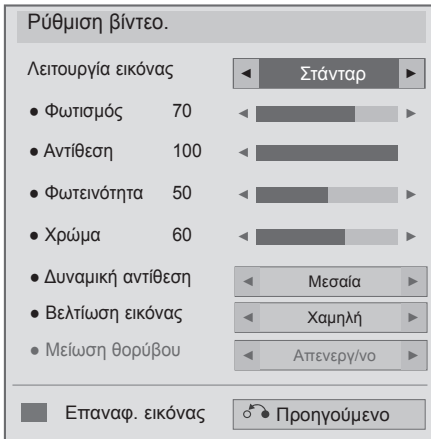 Ρύθμιση βίντεο.
Λειτουργία εικόνας ◄ Στάνταρ ►
● Φωτισμός 70
● Αντίθεση 100
● Φωτεινότητα 50
● Χρώμα 60
● Δυναμική αντίθεση ◄ Μεσαία ►
● Βελτίωση εικόνας ◄ Χαμηλή ►
● Μείωση θορύβου ◄ Απενεργ/νο ►
Επαναφ. εικόνας Προηγούμενο